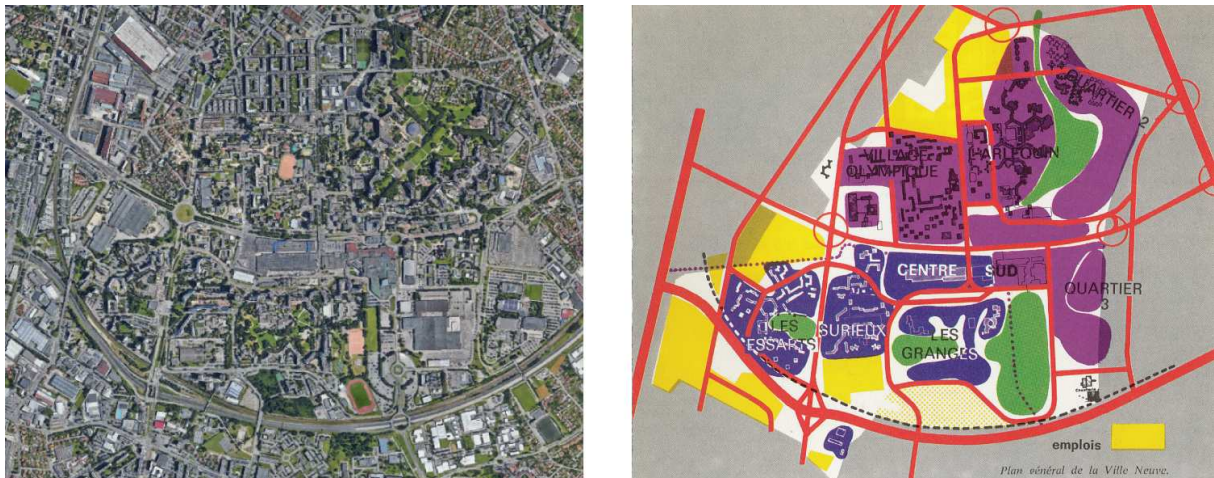 QUARTIER 2
VILLAGE
OLYMPIQUE
L'ARLEQUIN
CENTRE SUD
QUARTIER
3
LES
ESSARTS
SURIEUX
LES
GRANGES
emplois
Plan général de la Ville Neuve.